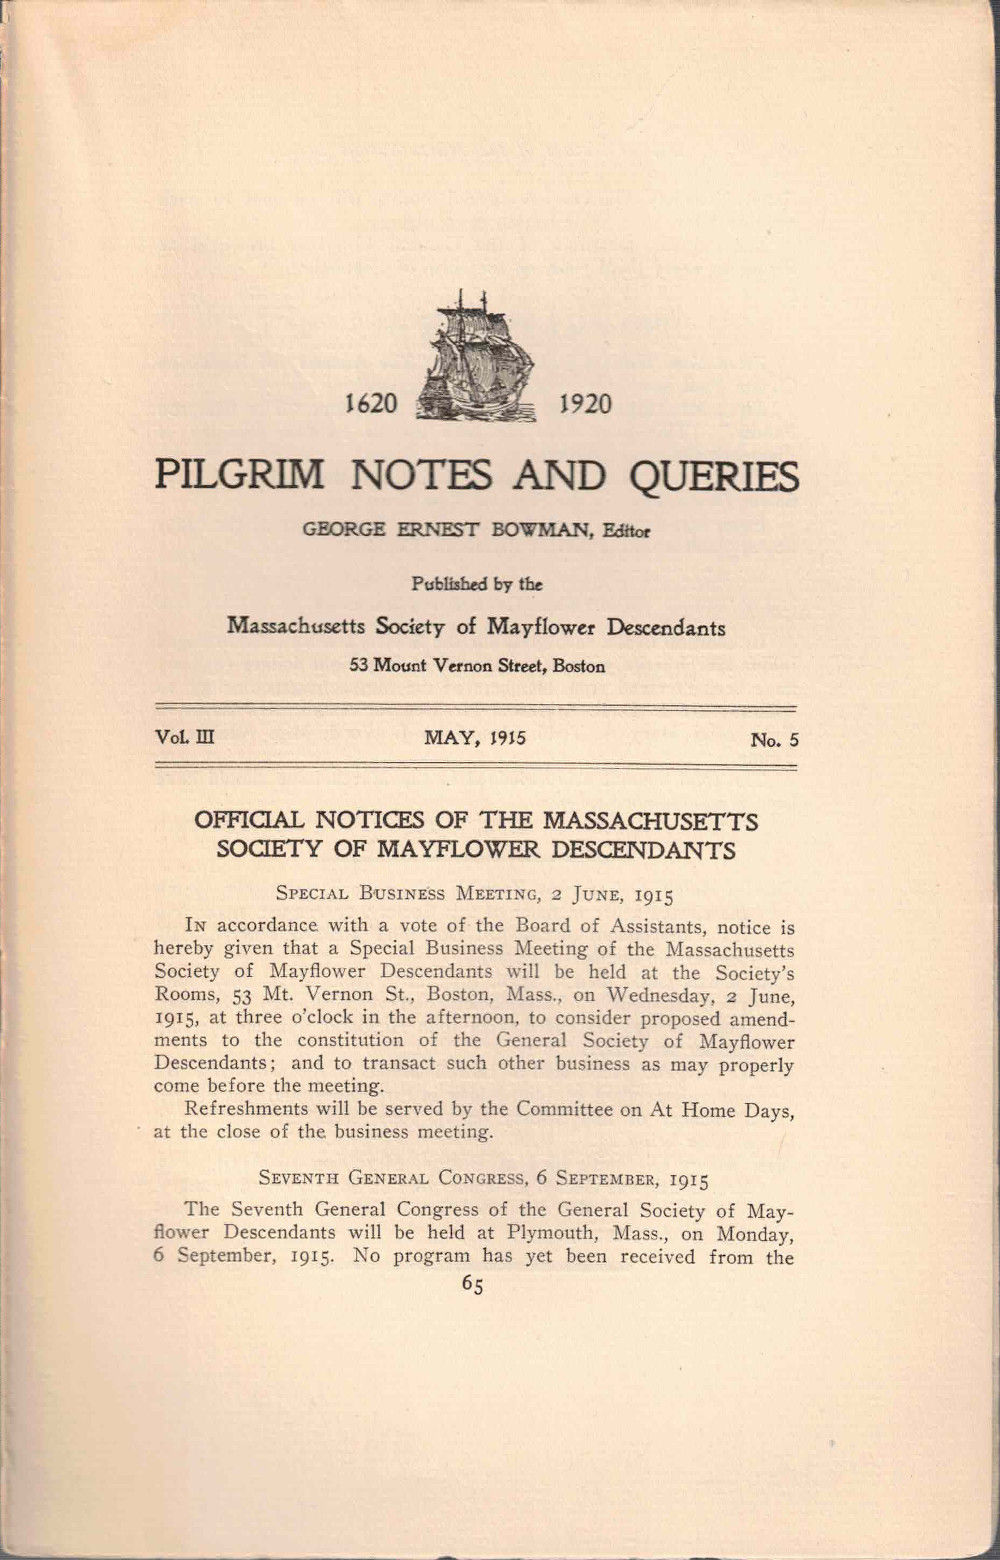 1620 1920
PILGRIM NOTES AND QUERIES
GEORGE ERNEST BOWMAN, Editor
Published by the
Massachusetts Society of Mayflower Descendants
53 Mount Vernon Street, Boston
Vol. III MAY, 1915 No. 5
OFFICIAL NOTICES OF THE MASSACHUSETTS
SOCIETY OF MAYFLOWER DESCENDANTS
SPECIAL BUSINESS MEETING, 2 JUNE, 1915
IN accordance with a vote of the Board of Assistants, notice is
hereby given that a Special Business Meeting of the Massachusetts
Society of Mayflower Descendants will be held at the Society's
Rooms, 53 Mt. Vernon St., Boston, Mass., on Wednesday, 2 June,
1915, at three o'clock in the afternoon, to consider proposed amend-
ments to the constitution of the General Society of Mayflower
Descendants; and to transact such other business as may properly
come before the meeting.
Refreshments will be served by the Committee on At Home Days,
at the close of the business meeting.
SEVENTH GENERAL CONGRESS, 6 SEPTEMBER, 1915
The Seventh General Congress of the General Society of May-
flower Descendants will be held at Plymouth, Mass., on Monday,
6 September, 1915. No program has yet been received from the
65